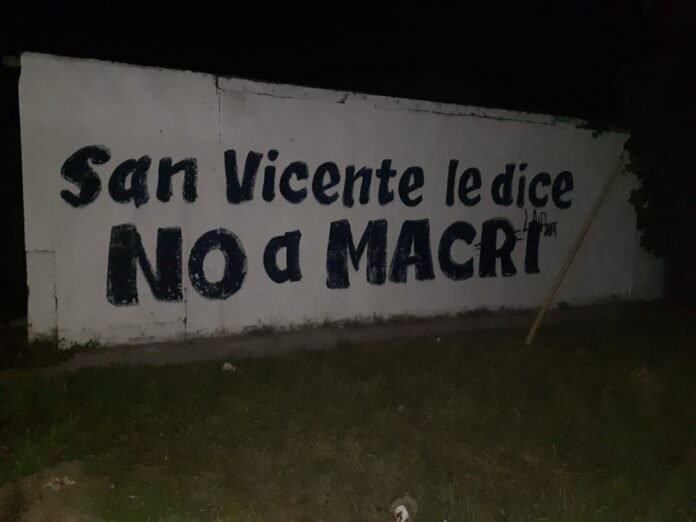 San Vicente le dice
NO a MACRI